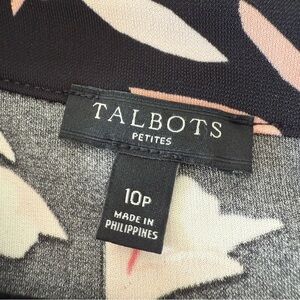 TALBOTS
PETITES
10P
MADE IN
PHILIPPINES